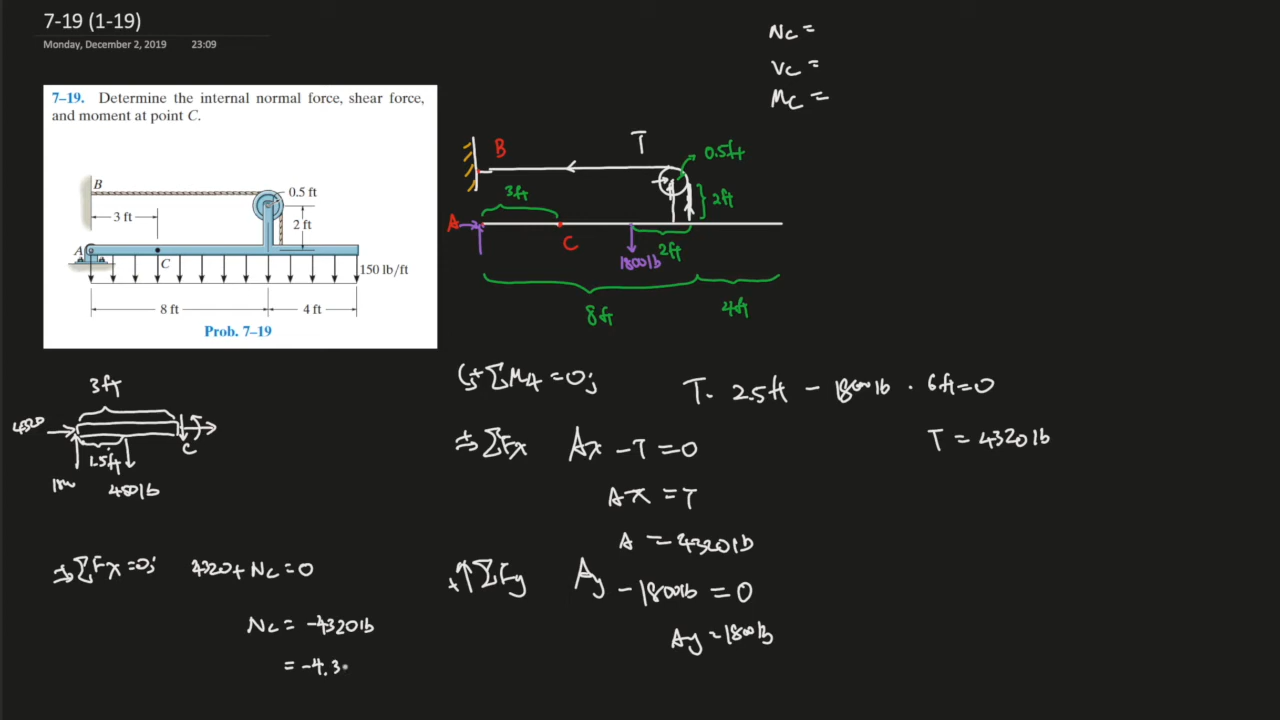 7-19 (1-19)
Monday, December 2, 2019 23:09
7–19. Determine the internal normal force, shear force,
and moment at point C.
B
0.5 ft
3 ft
2 ft
A
C
150 lb/ft
8 ft
4 ft
Prob. 7–19
Nc =
Vc =
Mc =
B
T
0.5ft
3ft
2ft
A
C
2ft
1800lb
8ft
4ft
3ft
4320
C
1.5ft
450lb
+ΣMA=0; T. 2.5ft - 1800lb . 6ft=0
T = 4320lb
+ΣFx Ax -T =0
Ax =T
A =4320lb
+↑ΣFy Ay -1800lb =0
Ay =1800lb
+ΣFx=0; 4320+ Nc =0
Nc = -4320lb
= -4.3